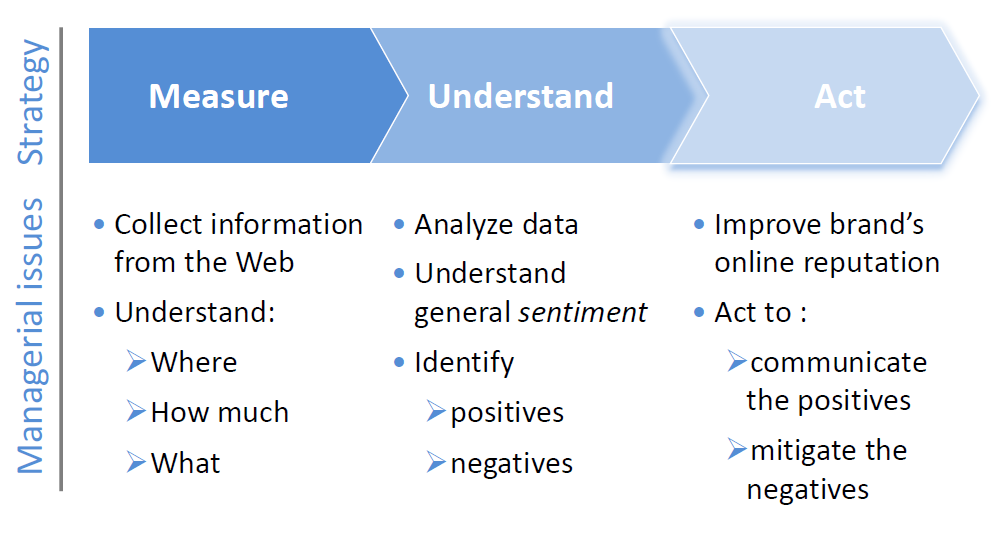 Strategy
Managerial issues
Measure
Understand
Act
• Collect information
from the Web
• Understand:
➢Where
➢How much
➢What
• Analyze data
• Understand
general sentiment
• Identify
➢positives
➢negatives
• Improve brand’s
online reputation
• Act to :
➢communicate
the positives
➢mitigate the
negatives